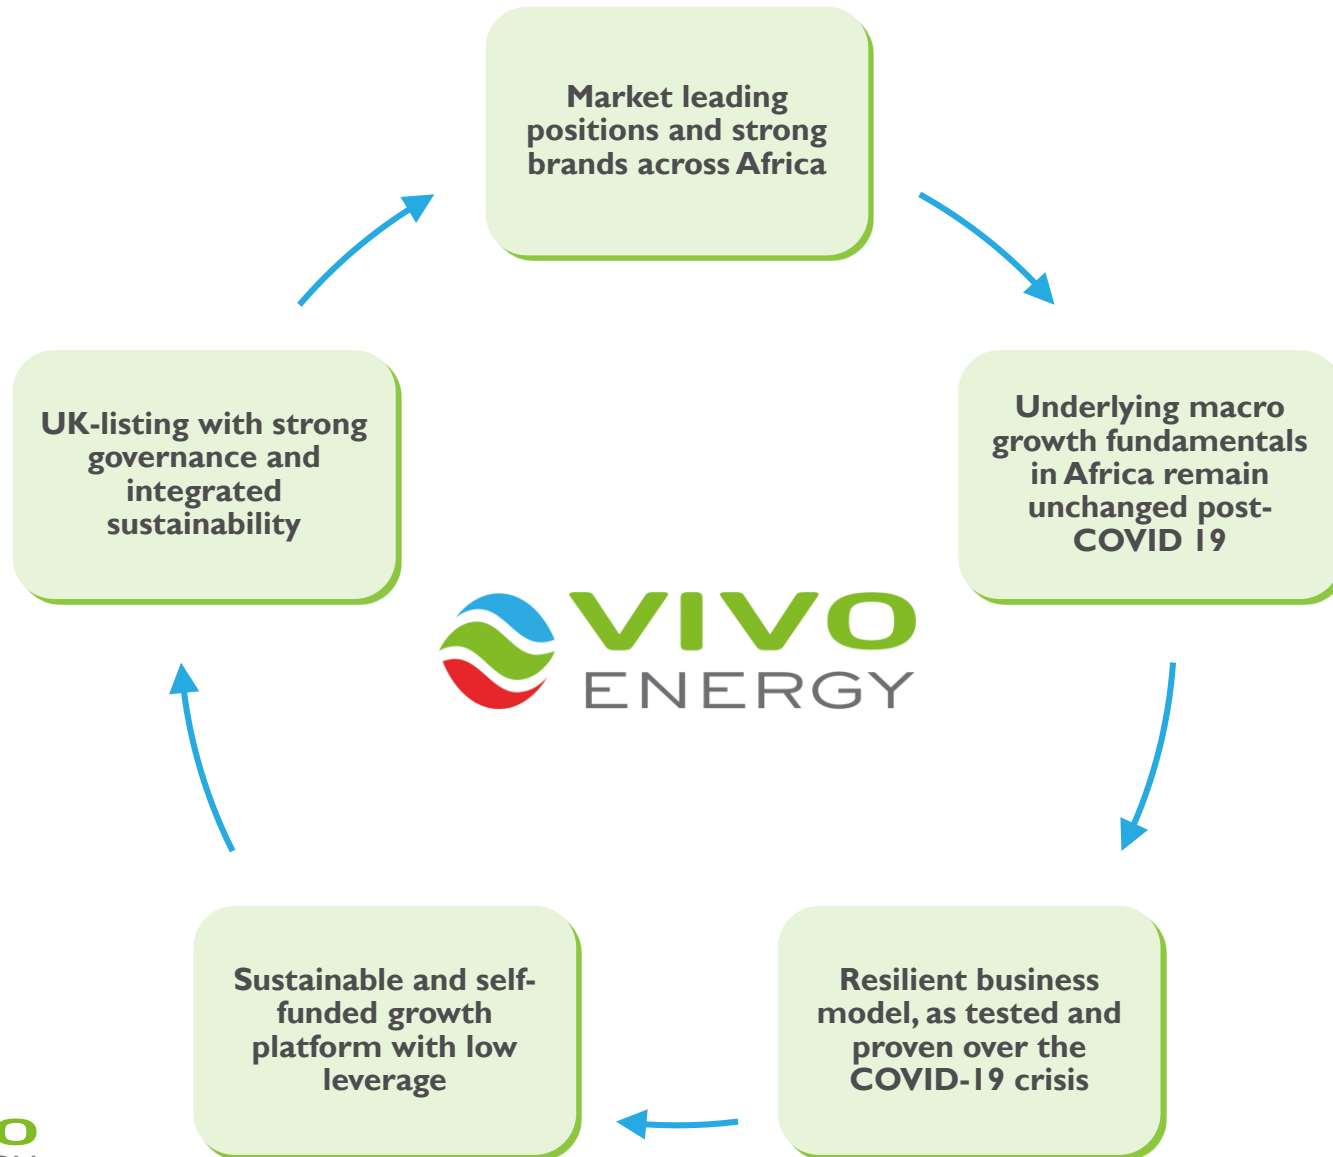 Market leading
positions and strong
brands across Africa
UK-listing with strong
governance and
integrated
sustainability
Underlying macro
growth fundamentals
in Africa remain
unchanged post-
COVID 19
VIVO
ENERGY
Sustainable and self-
funded growth
platform with low
leverage
Resilient business
model, as tested and
proven over the
COVID-19 crisis